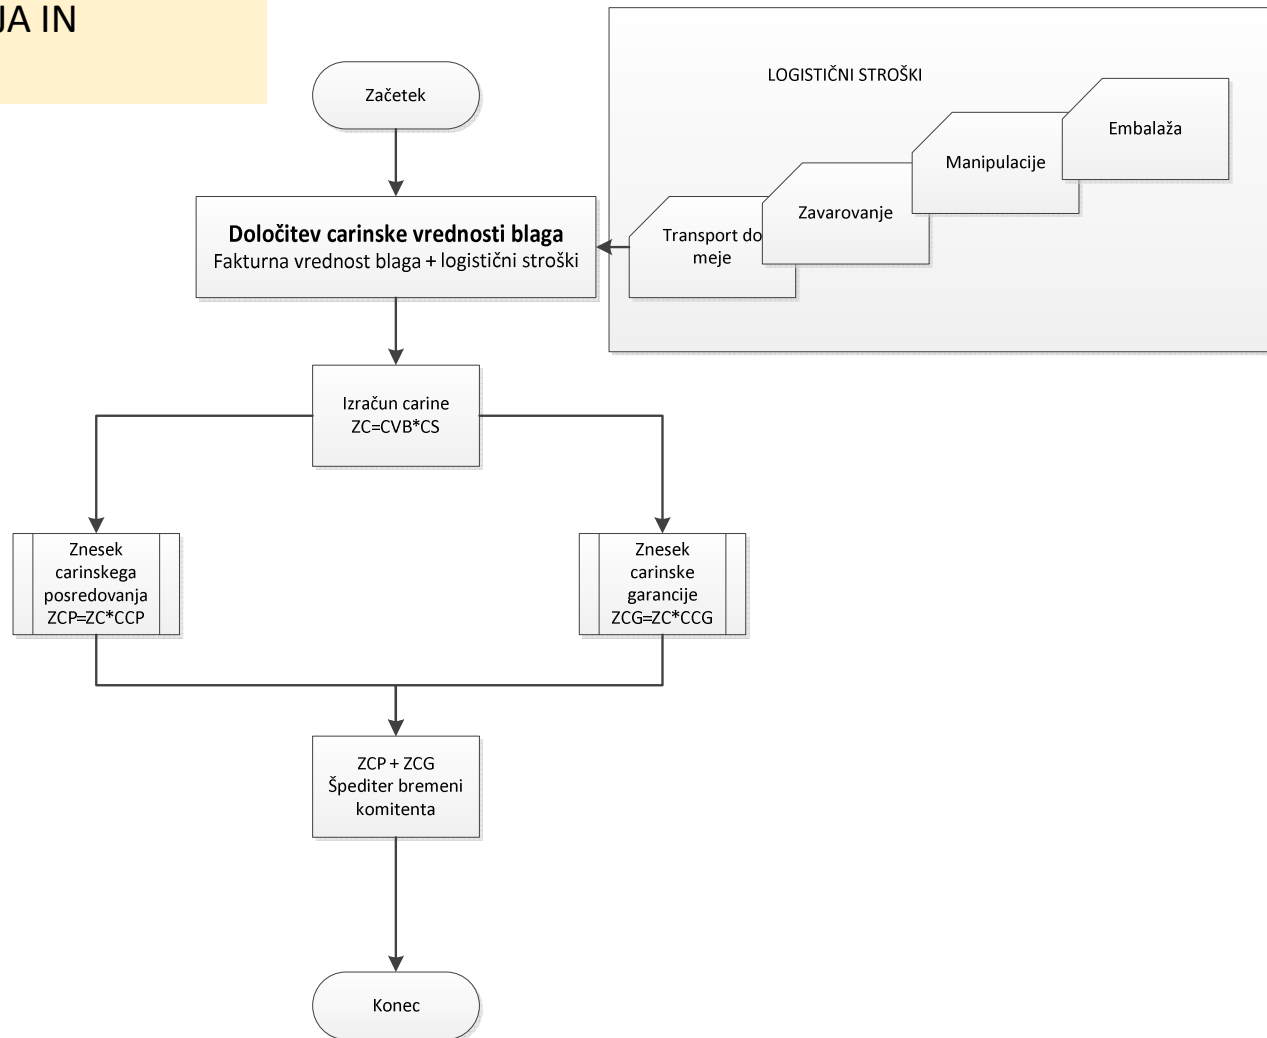 JA IN
Začetek
LOGISTIČNI STROŠKI
Embalaža
Manipulacije
Zavarovanje
Transport do
meje
Določitev carinske vrednosti blaga
Fakturna vrednost blaga + logistični stroški
Izračun carine
ZC=CVB*CS
Znesek
carinskega
posredovanja
ZCP=ZC*CCP
Znesek
carinske
garancije
ZCG=ZC*CCG
ZCP + ZCG
Špediter bremeni
komitenta
Konec